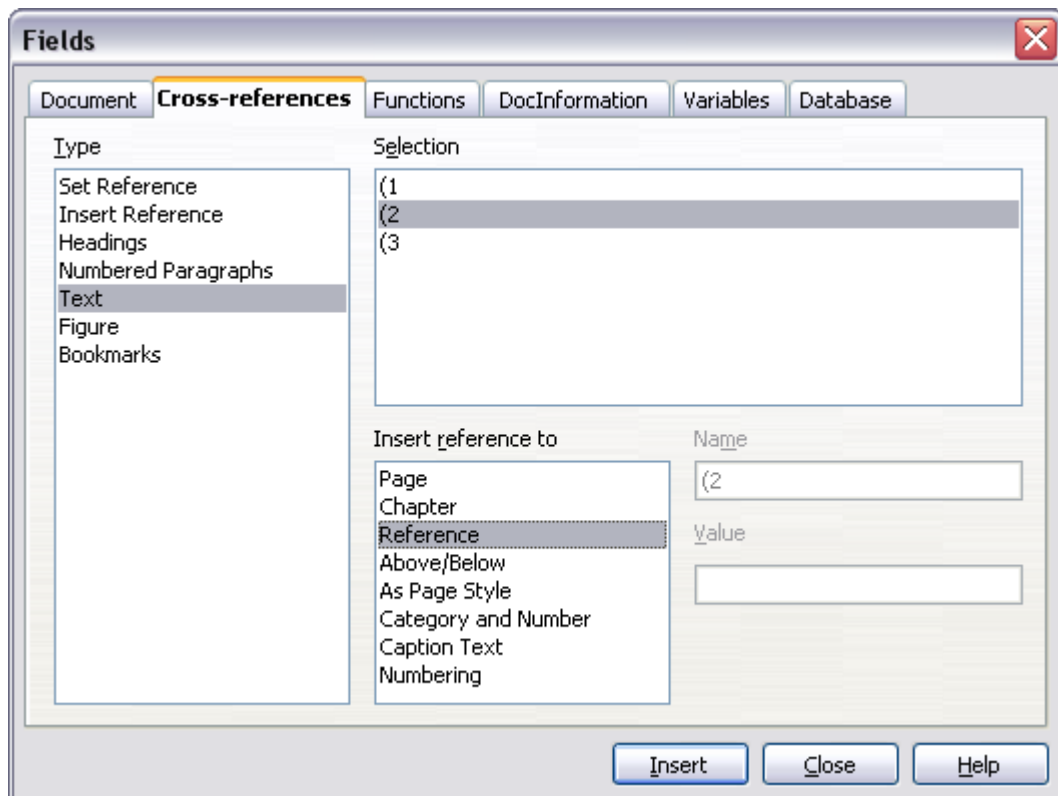 Fields
Document Cross-references Functions DocInformation Variables Database
Type
Set Reference
Insert Reference
Headings
Numbered Paragraphs
Text
Figure
Bookmarks
Selection
(1
(2
(3
Insert reference to
Page
Chapter
Reference
Above/Below
As Page Style
Category and Number
Caption Text
Numbering
Name
(2
Value
Insert Close Help